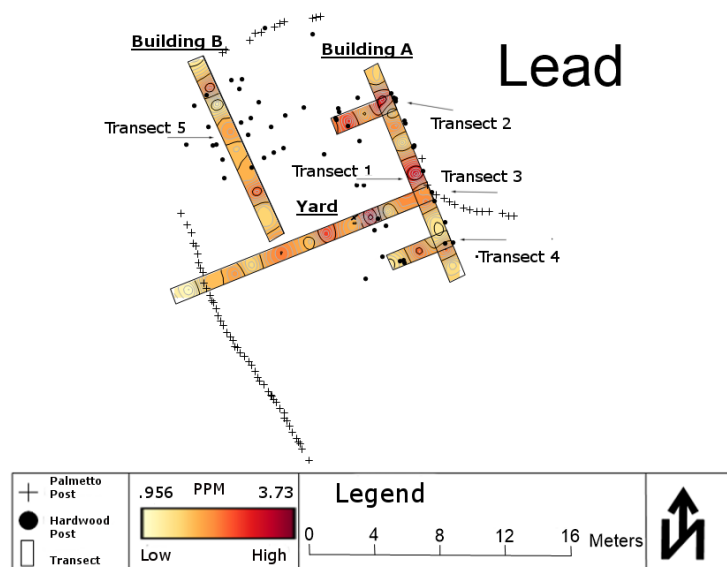 Building B
Building A
Lead
Transect 5
Transect 2
Transect 1
Transect 3
Yard
Transect 4
Palmetto
Post
Hardwood
Post
Transect
.956 PPM 3.73
Low High
Legend
0 4 8 12 16 Meters
N